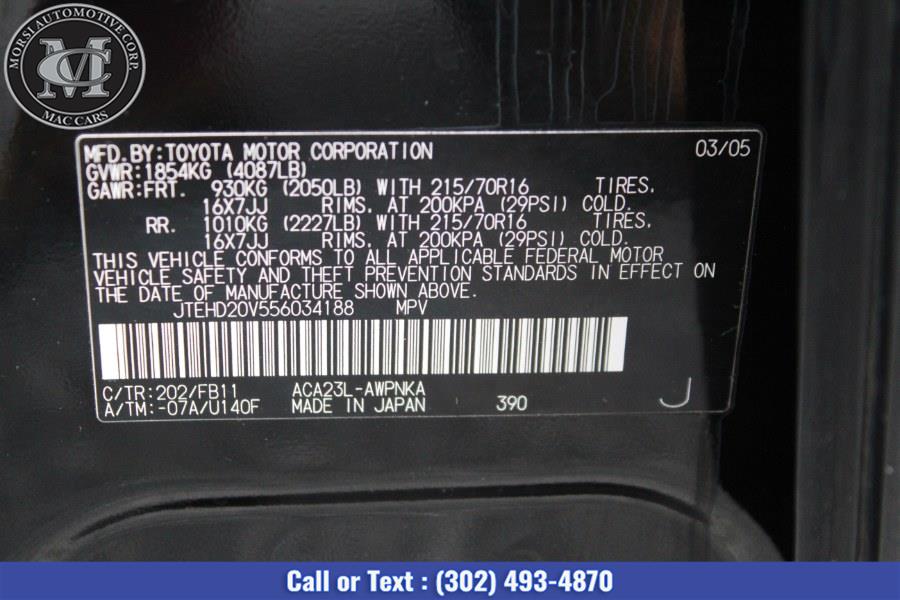 MORSI AUTOMOTIVE CORP.
MC
MAC CARS
MFD. BY: TOYOTA MOTOR CORPORATION 03/05
GVWR: 1854KG (4087LB)
GAWR: FRT. 930KG (2050LB) WITH 215/70R16 TIRES,
16X7JJ RIMS, AT 200KPA (29PSI) COLD.
RR. 1010KG (2227LB) WITH 215/70R16 TIRES,
16X7JJ RIMS, AT 200KPA (29PSI) COLD.
THIS VEHICLE CONFORMS TO ALL APPLICABLE FEDERAL MOTOR
VEHICLE SAFETY AND THEFT PREVENTION STANDARDS IN EFFECT ON
THE DATE OF MANUFACTURE SHOWN ABOVE.
JTEHD20V556034188 MPV
C/TR: 202/FB11 ACA23L-AWPNKA
A/TM: -07A/U140F MADE IN JAPAN 390 J
Call or Text : (302) 493-4870